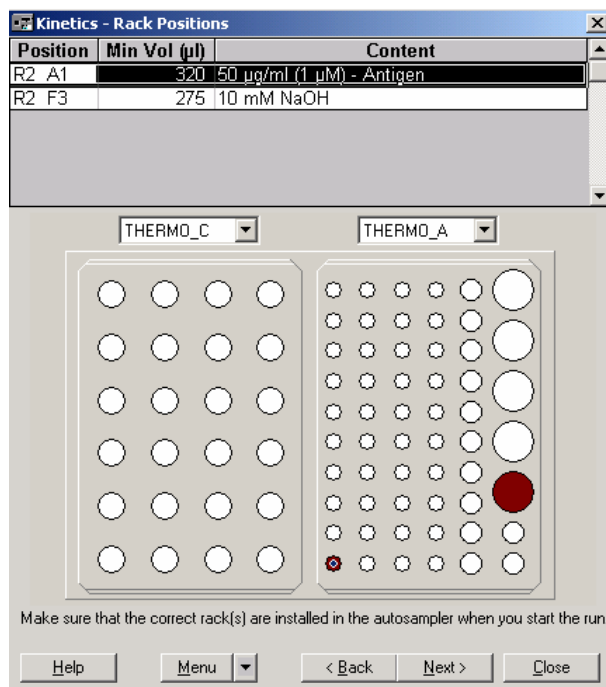 Kinetics - Rack Positions
Position Min Vol (µl) Content
R2 A1 320 50 µg/ml (1 µM) - Antigen
R2 F3 275 10 mM NaOH
THERMO_C THERMO_A
Make sure that the correct rack(s) are installed in the autosampler when you start the run
Help Menu < Back Next > Close